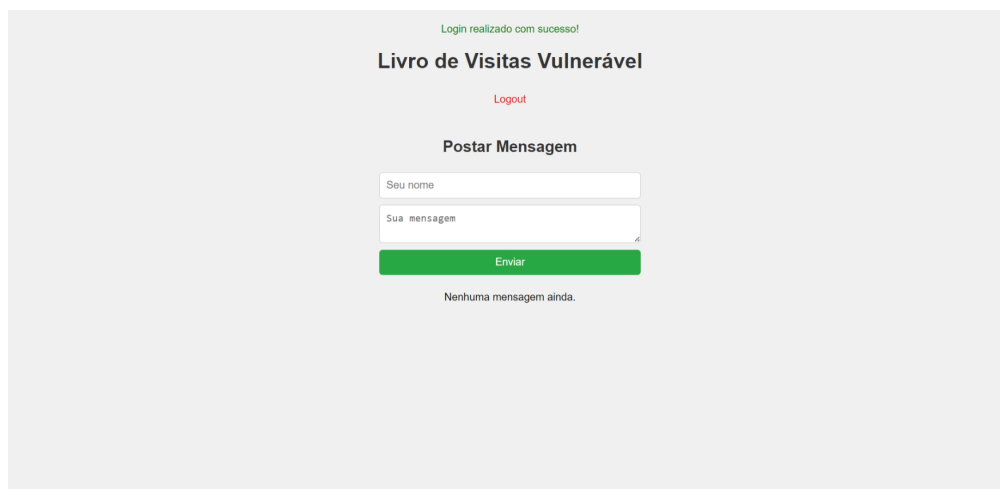 Login realizado com sucesso!
Livro de Visitas Vulnerável
Logout
Postar Mensagem
Seu nome
Sua mensagem
Enviar
Nenhuma mensagem ainda.